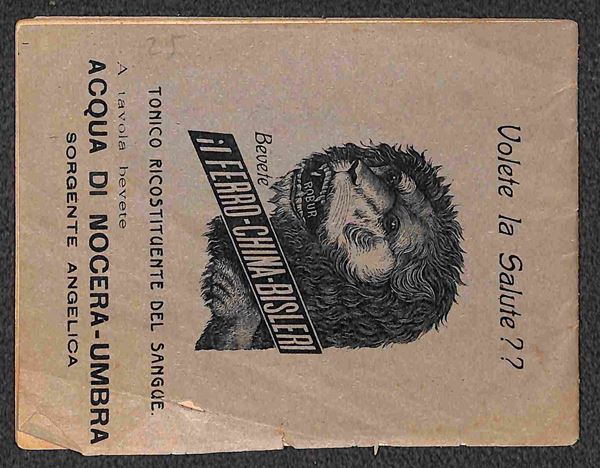 Volete la Salute??
Bevete
il FERRO-CHINA-BISLERI
ROBUR
TONICO RICOSTITUENTE DEL SANGUE.
A tavola bevete
ACQUA DI NOCERA-UMBRA
SORGENTE ANGELICA
25